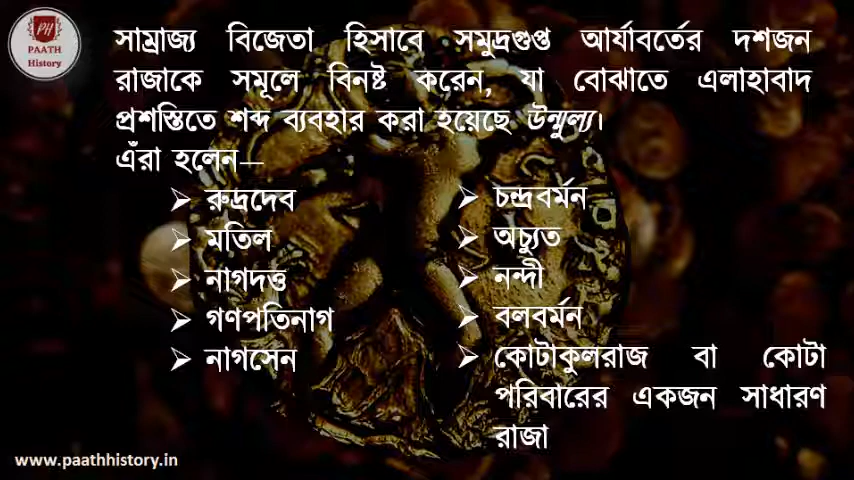 PH
PAATH
History
সাম্রাজ্য বিজেতা হিসাবে সমুদ্রগুপ্ত আর্যাবর্তের দশজন
রাজাকে সমূলে বিনষ্ট করেন, যা বোঝাতে এলাহাবাদ
প্রশস্তিতে শব্দ ব্যবহার করা হয়েছে উন্মুল্য।
এঁরা হলেন—
➢ রুদ্রদেব
➢ মতিল
➢ নাগদত্ত
➢ গণপতিনাগ
➢ নাগসেন
➢ চন্দ্রবর্মন
➢ অচ্যুত
➢ নন্দী
➢ বলবর্মন
➢ কোটাকুলরাজ বা কোটা
পরিবারের একজন সাধারণ
রাজা
www.paathhistory.in